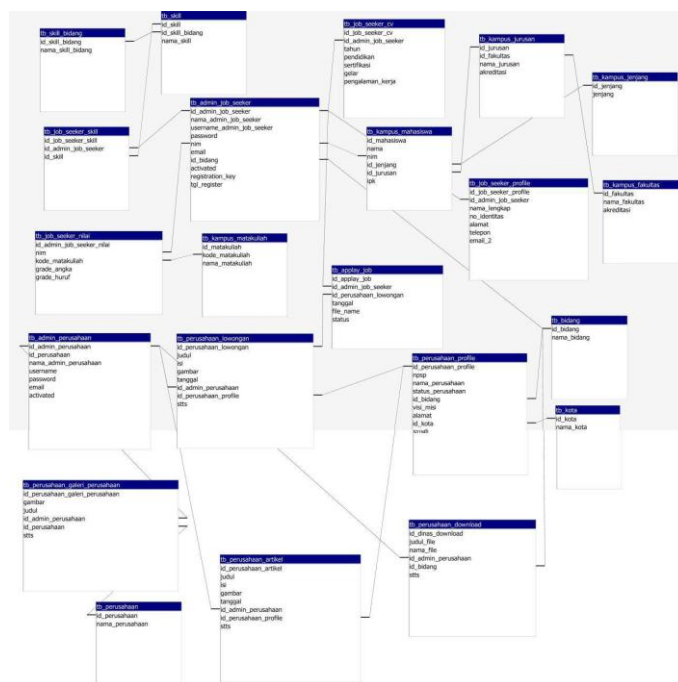 tb_skill
id_skill
id_skill_bidang
nama_skill
tb_skill_bidang
id_skill_bidang
nama_skill_bidang
tb_job_seeker_cv
id_job_seeker_cv
id_admin_job_seeker
tahun
pendidikan
sertifikasi
gelar
pengalaman_kerja
tb_kampus_jurusan
id_jurusan
id_fakultas
nama_jurusan
akreditasi
tb_kampus_jenjang
id_jenjang
jenjang
tb_admin_job_seeker
id_admin_job_seeker
nama_admin_job_seeker
username_admin_job_seeker
password
nim
email
id_bidang
activated
registration_key
tgl_register
tb_job_seeker_skill
id_job_seeker_skill
id_admin_job_seeker
id_skill
tb_kampus_mahasiswa
id_mahasiswa
nama
nim
id_jenjang
id_jurusan
ipk
tb_job_seeker_profile
id_job_seeker_profile
id_admin_job_seeker
nama_lengkap
no_identitas
alamat
telepon
email_2
tb_kampus_fakultas
id_fakultas
nama_fakultas
akreditasi
tb_job_seeker_nilai
id_admin_job_seeker_nilai
nim
kode_matakuliah
grade_angka
grade_huruf
tb_kampus_matakuliah
id_matakuliah
kode_matakuliah
nama_matakuliah
tb_applay_job
id_applay_job
id_admin_job_seeker
id_perusahaan_lowongan
tanggal
file_name
status
tb_bidang
id_bidang
nama_bidang
tb_admin_perusahaan
id_admin_perusahaan
id_perusahaan
nama_admin_perusahaan
username
password
email
activated
tb_perusahaan_lowongan
id_perusahaan_lowongan
judul
isi
gambar
tanggal
id_admin_perusahaan
id_perusahaan_profile
stts
tb_perusahaan_profile
id_perusahaan_profile
npsp
nama_perusahaan
status_perusahaan
id_bidang
visi_misi
alamat
id_kota
tb_kota
id_kota
nama_kota
tb_perusahaan_galeri_perusahaan
id_perusahaan_galeri_perusahaan
gambar
judul
id_admin_perusahaan
id_perusahaan
stts
tb_perusahaan_download
id_dinas_download
judul_file
nama_file
id_admin_perusahaan
id_bidang
stts
tb_perusahaan_artikel
id_perusahaan_artikel
judul
isi
gambar
tanggal
id_admin_perusahaan
id_perusahaan_profile
stts
tb_perusahaan
id_perusahaan
nama_perusahaan